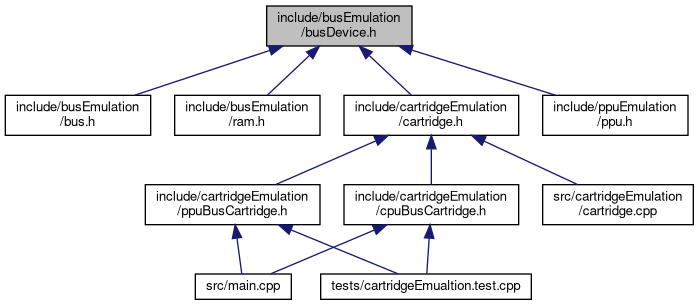 include/busEmulation
/busDevice.h
include/busEmulation
/bus.h
include/busEmulation
/ram.h
include/cartridgeEmulation
/cartridge.h
include/ppuEmulation
/ppu.h
include/cartridgeEmulation
/ppuBusCartridge.h
include/cartridgeEmulation
/cpuBusCartridge.h
src/cartridgeEmulation
/cartridge.cpp
src/main.cpp
tests/cartridgeEmualtion.test.cpp